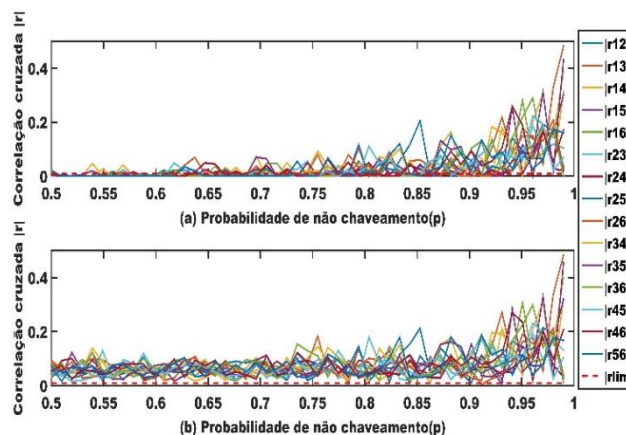 Correlação cruzada |r|
0.4
0.2
0
0.5 0.55 0.6 0.65 0.7 0.75 0.8 0.85 0.9 0.95 1
(a) Probabilidade de não chaveamento(p)
Correlação cruzada |r|
0.4
0.2
0
0.5 0.55 0.6 0.65 0.7 0.75 0.8 0.85 0.9 0.95 1
(b) Probabilidade de não chaveamento(p)
|r12
|r13
|r14
|r15
|r16
|r23
|r24
|r25
|r26
|r34
|r35
|r36
|r45
|r46
|r56
|rlim